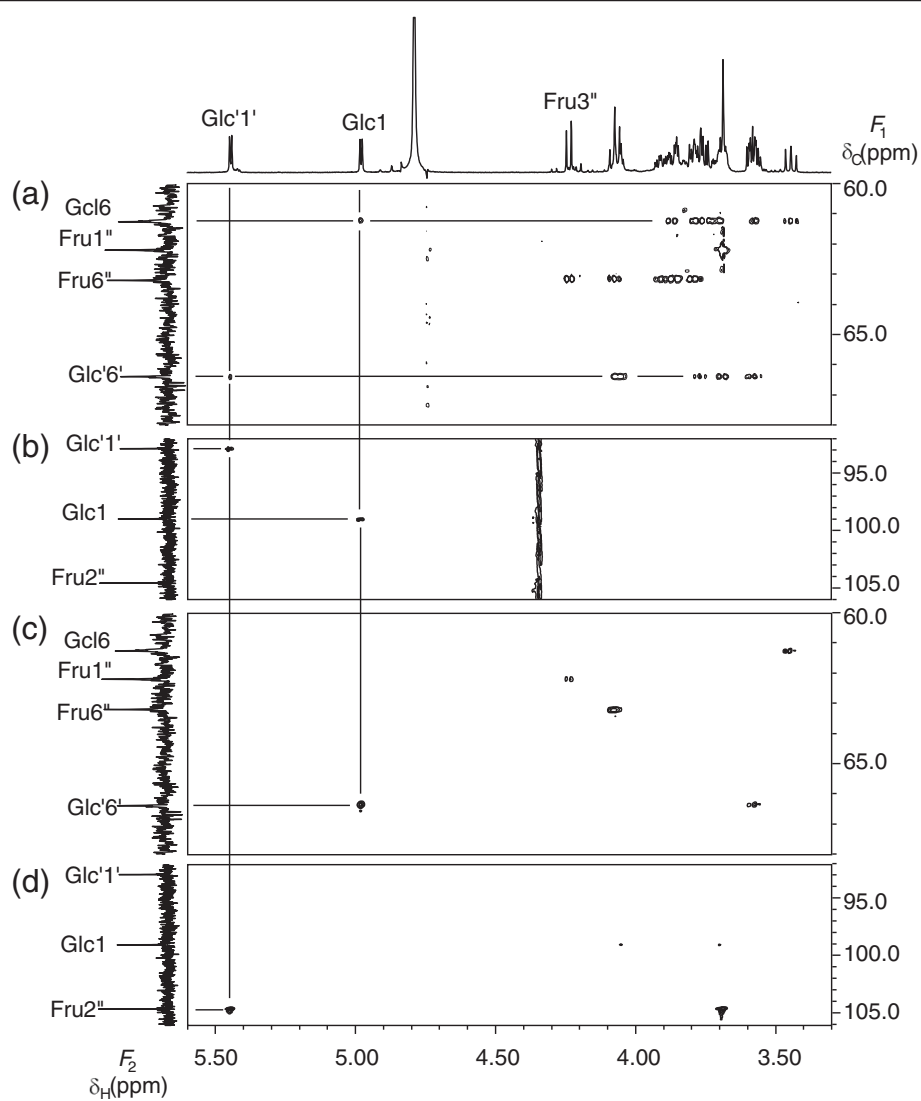 Glc'1'
Glc1
Fru3"
F1
δC(ppm)
(a)
60.0
Gcl6
Fru1"
Fru6"
65.0
Glc'6'
(b)
Glc'1'
95.0
Glc1
100.0
Fru2"
105.0
(c)
60.0
Gcl6
Fru1"
Fru6"
65.0
Glc'6'
(d)
Glc'1'
95.0
Glc1
100.0
Fru2"
105.0
F2
δH(ppm)
5.50
5.00
4.50
4.00
3.50